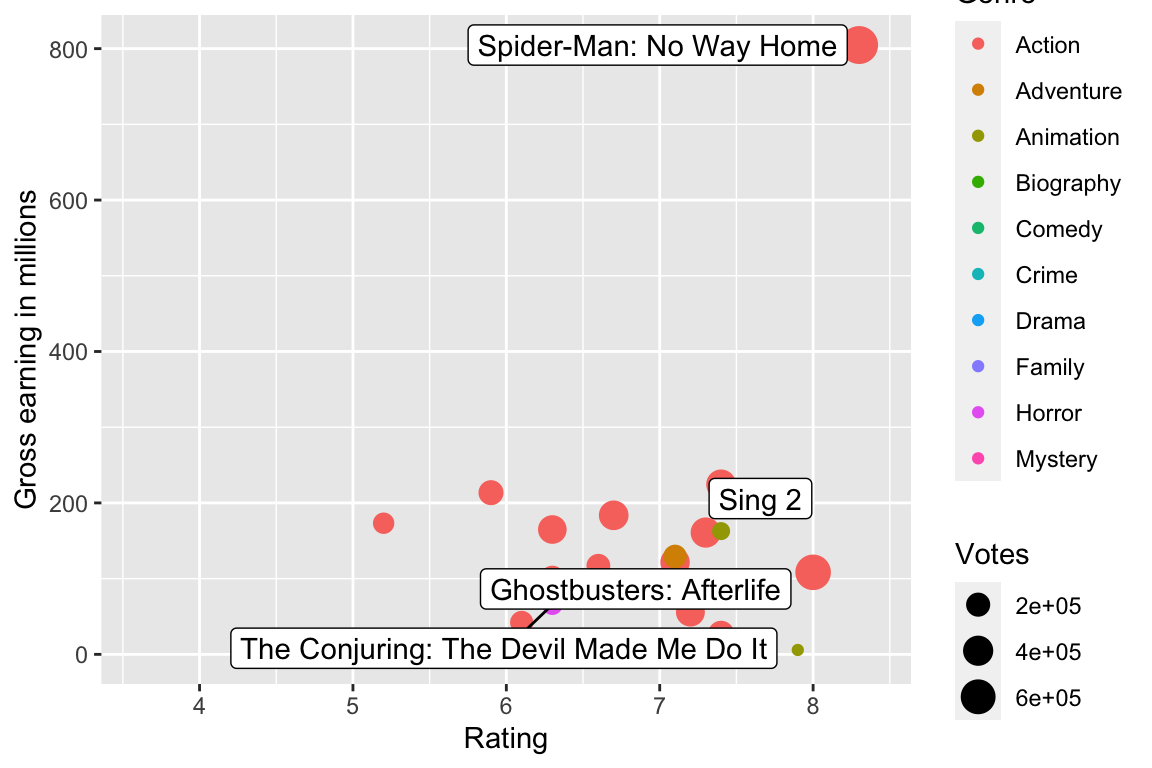 Genre
800
600
400
200
0
Gross earning in millions
Spider-Man: No Way Home
Sing 2
Ghostbusters: Afterlife
The Conjuring: The Devil Made Me Do It
4
5
6
7
8
Rating
Action
Adventure
Animation
Biography
Comedy
Crime
Drama
Family
Horror
Mystery
Votes
2e+05
4e+05
6e+05